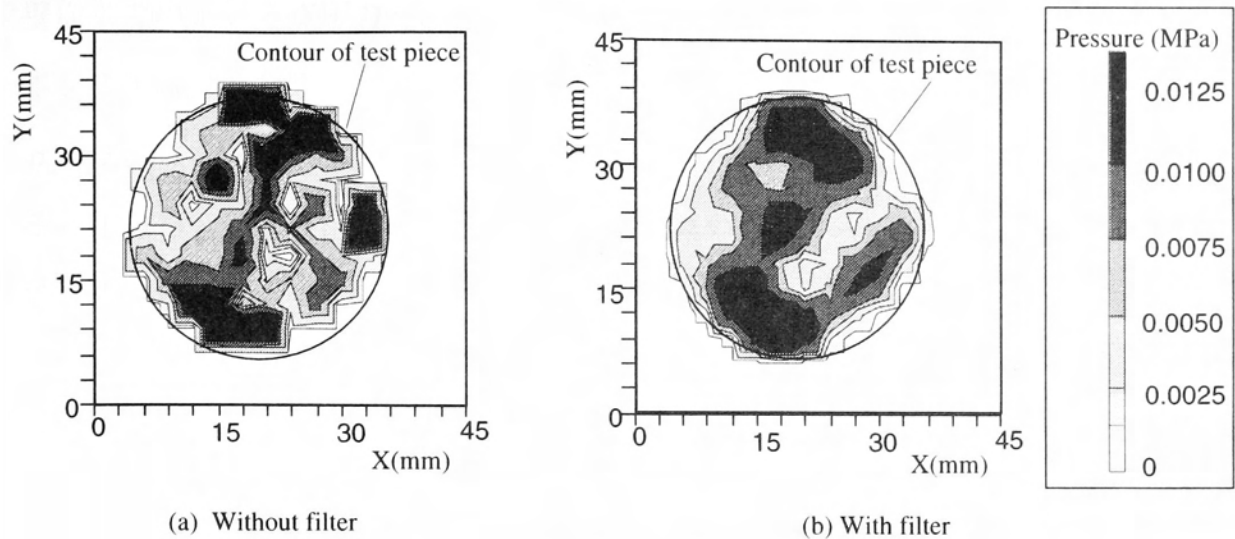 45
Contour of test piece
Y(mm)
30
15
0
0
15
30
45
X(mm)
(a) Without filter
45
Contour of test piece
Y(mm)
30
15
0
0
15
30
45
X(mm)
(b) With filter
Pressure (MPa)
0.0125
0.0100
0.0075
0.0050
0.0025
0